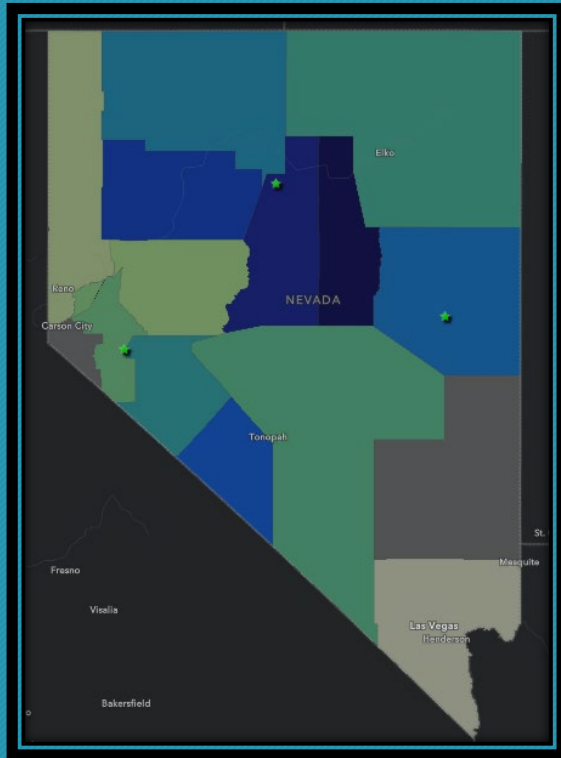 Elko
Reno
NEVADA
Carson City
Tonopah
St.
Mesquite
Fresno
Visalia
Las Vegas
Henderson
Bakersfield
o